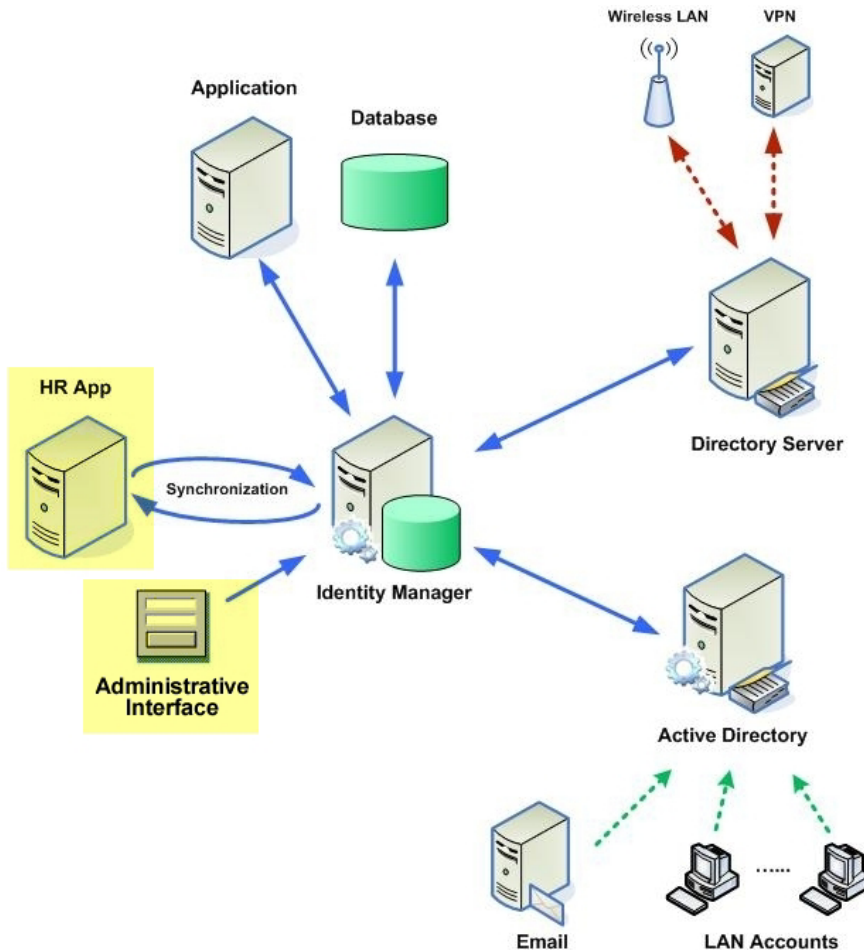 Wireless LAN
VPN
Application
Database
HR App
Directory Server
Synchronization
Identity Manager
Administrative
Interface
Active Directory
......
Email
LAN Accounts